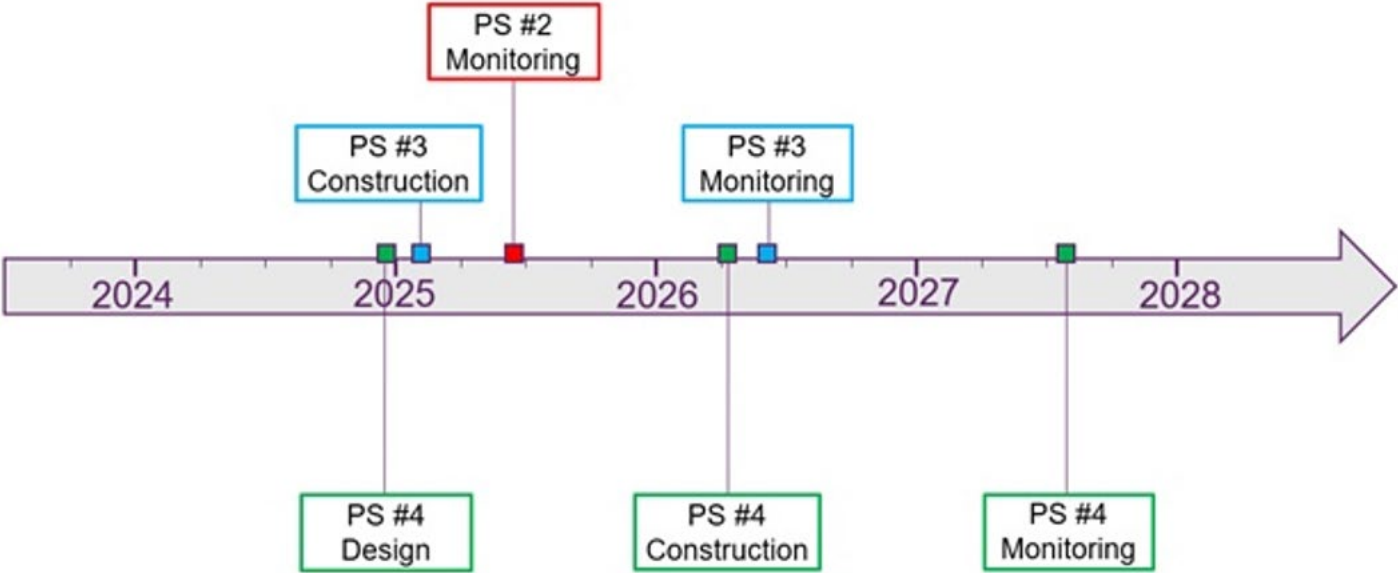 PS #2
Monitoring
PS #3
Construction
PS #3
Monitoring
2024
2025
2026
2027
2028
PS #4
Design
PS #4
Construction
PS #4
Monitoring